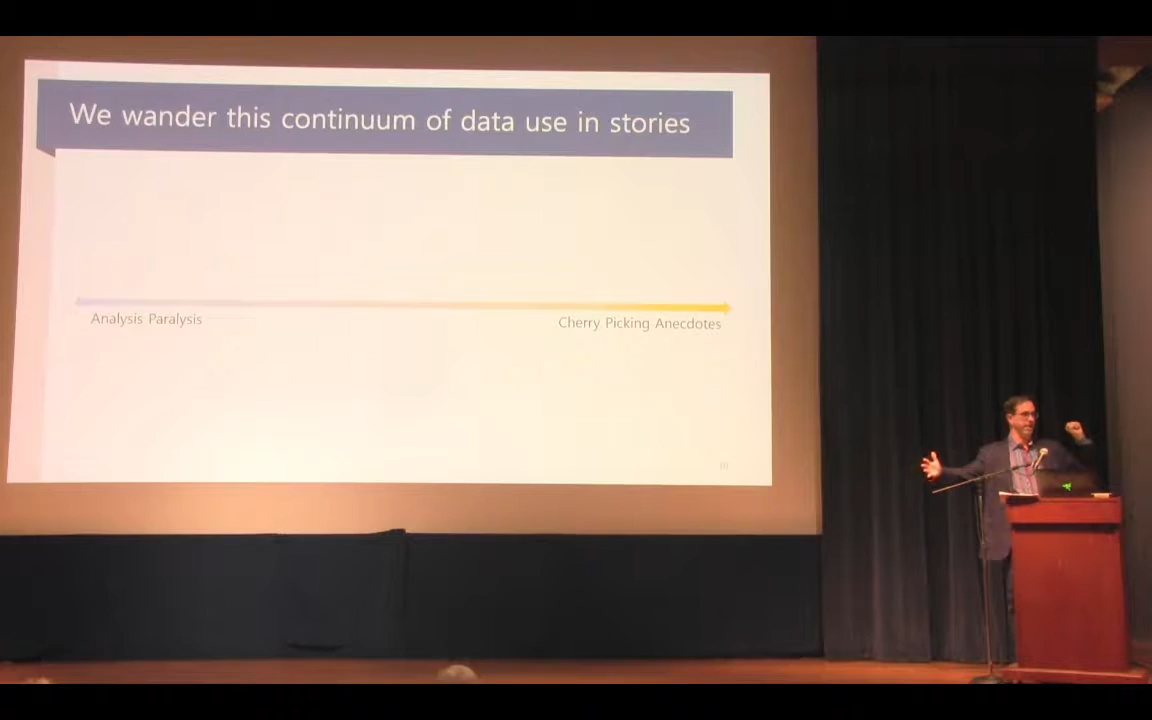 We wander this continuum of data use in stories
Analysis Paralysis
Cherry Picking Anecdotes